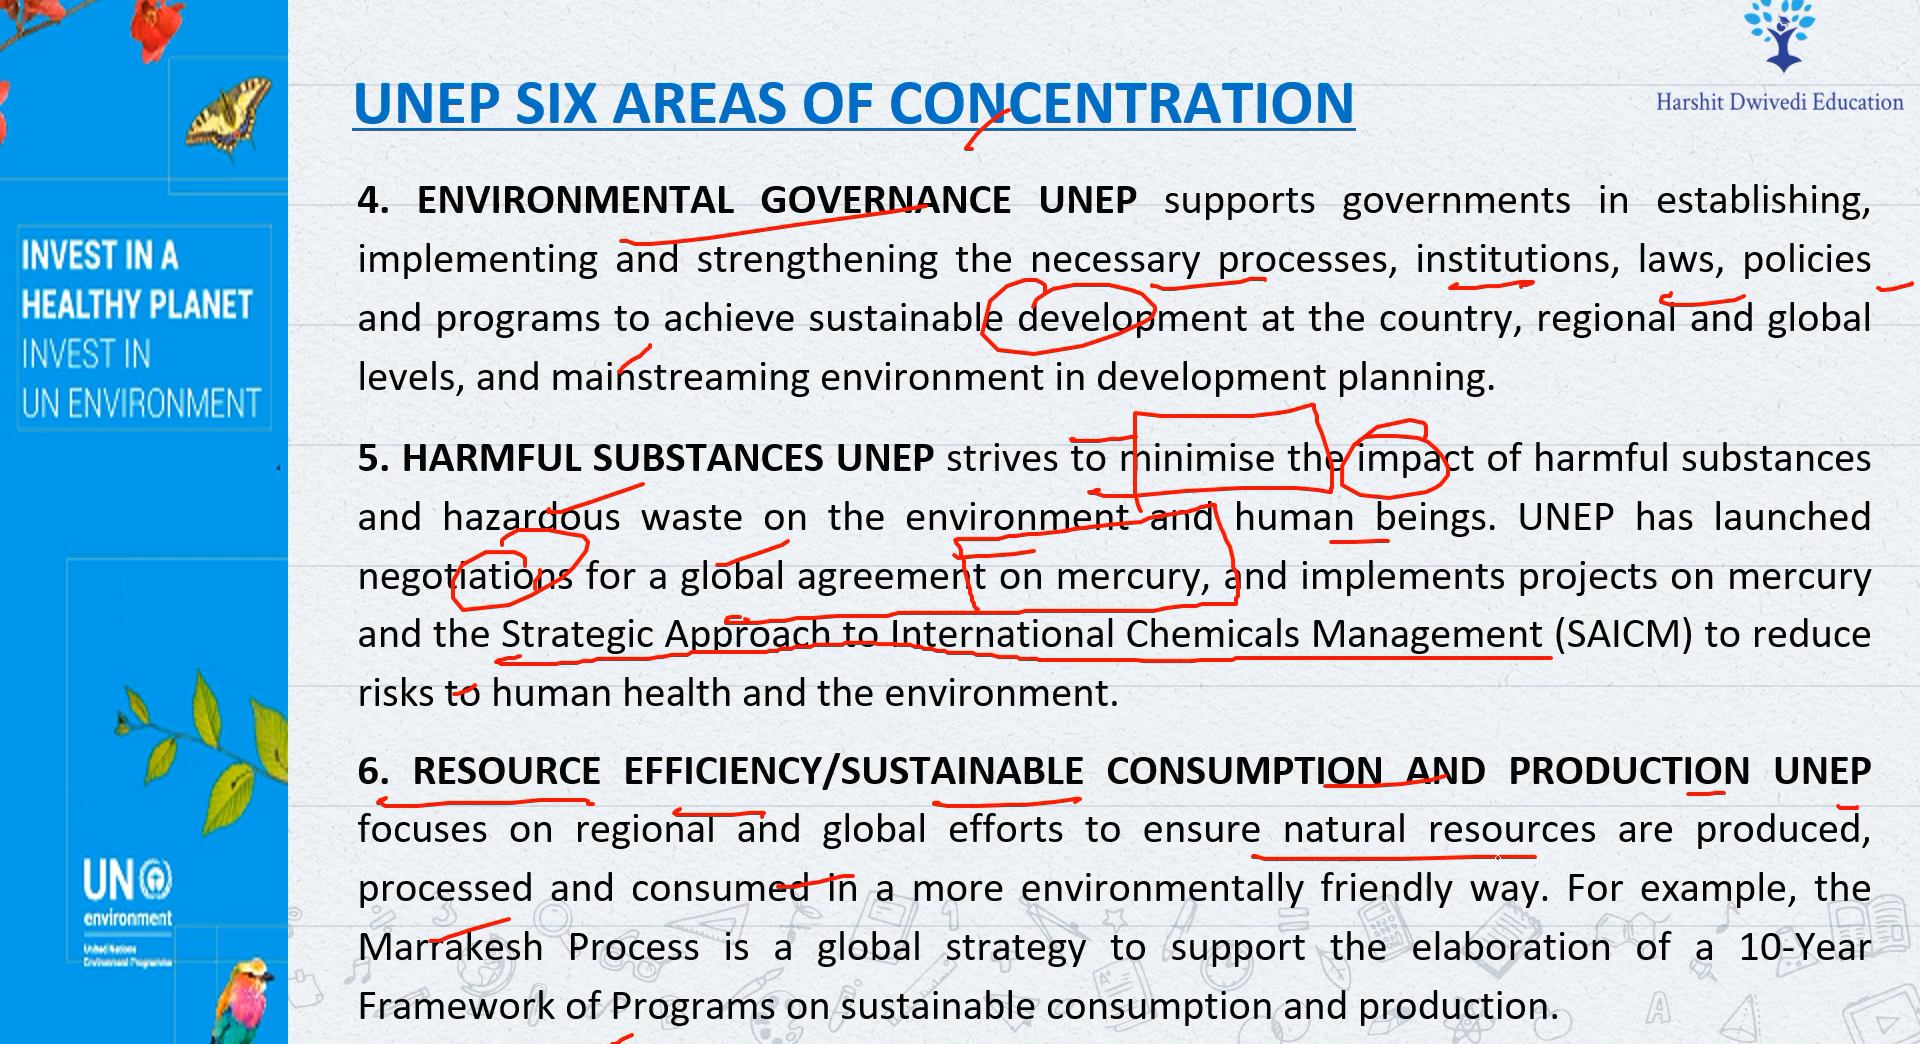 UNEP SIX AREAS OF CONCENTRATION
Harshit Dwivedi Education
4. ENVIRONMENTAL GOVERNANCE UNEP supports governments in establishing,
implementing and strengthening the necessary processes, institutions, laws, policies
and programs to achieve sustainable development at the country, regional and global
levels, and mainstreaming environment in development planning.
5. HARMFUL SUBSTANCES UNEP strives to minimise the impact of harmful substances
and hazardous waste on the environment and human beings. UNEP has launched
negotiations for a global agreement on mercury, and implements projects on mercury
and the Strategic Approach to International Chemicals Management (SAICM) to reduce
risks to human health and the environment.
6. RESOURCE EFFICIENCY/SUSTAINABLE CONSUMPTION AND PRODUCTION UNEP
focuses on regional and global efforts to ensure natural resources are produced,
processed and consumed in a more environmentally friendly way. For example, the
Marrakesh Process is a global strategy to support the elaboration of a 10-Year
Framework of Programs on sustainable consumption and production.
INVEST IN A
HEALTHY PLANET
INVEST IN
UN ENVIRONMENT
UN
environment
United Nations
Environment Programme